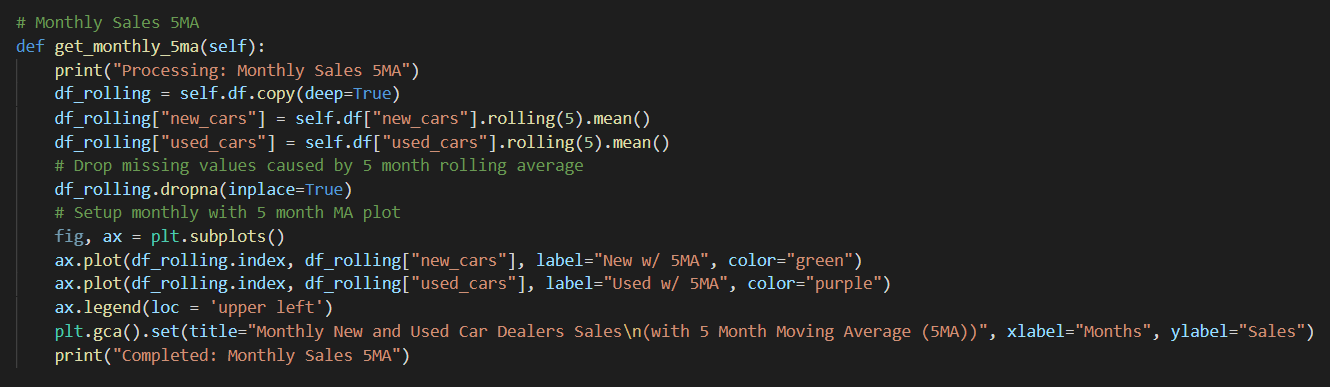 # Monthly Sales 5MA
def get_monthly_5ma(self):
    print("Processing: Monthly Sales 5MA")
    df_rolling = self.df.copy(deep=True)
    df_rolling["new_cars"] = self.df["new_cars"].rolling(5).mean()
    df_rolling["used_cars"] = self.df["used_cars"].rolling(5).mean()
    # Drop missing values caused by 5 month rolling average
    df_rolling.dropna(inplace=True)
    # Setup monthly with 5 month MA plot
    fig, ax = plt.subplots()
    ax.plot(df_rolling.index, df_rolling["new_cars"], label="New w/ 5MA", color="green")
    ax.plot(df_rolling.index, df_rolling["used_cars"], label="Used w/ 5MA", color="purple")
    ax.legend(loc = 'upper left')
    plt.gca().set(title="Monthly New and Used Car Dealers Sales\n(with 5 Month Moving Average (5MA))", xlabel="Months", ylabel="Sales")
    print("Completed: Monthly Sales 5MA")